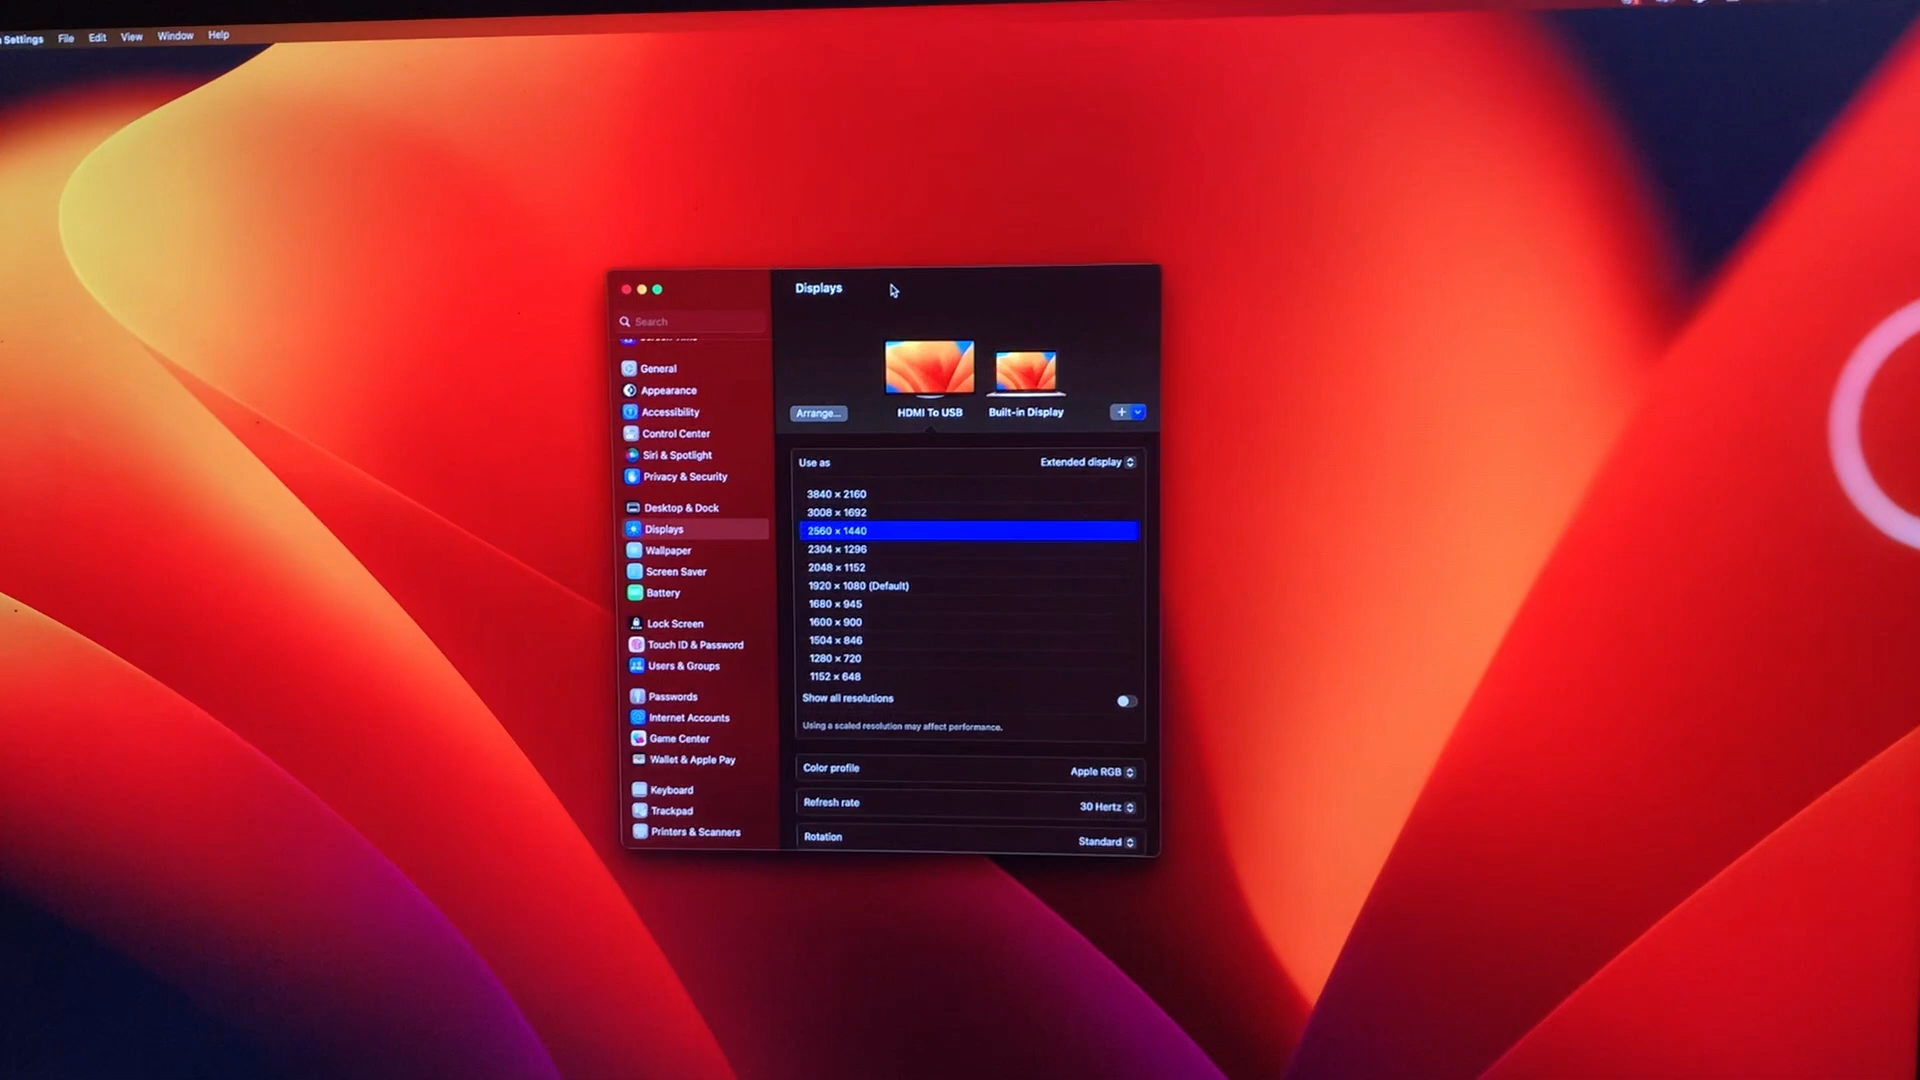 Settings File Edit View Window Help
Displays
Search
General
Appearance
Accessibility
Control Center
Siri & Spotlight
Privacy & Security
Desktop & Dock
Displays
Wallpaper
Screen Saver
Battery
Lock Screen
Touch ID & Password
Users & Groups
Passwords
Internet Accounts
Game Center
Wallet & Apple Pay
Keyboard
Trackpad
Printers & Scanners
Arrange... HDMI To USB Built-in Display
Use as Extended display
3840 × 2160
3008 × 1692
2560 × 1440
2304 × 1296
2048 × 1152
1920 × 1080 (Default)
1680 × 945
1600 × 900
1504 × 846
1280 × 720
1152 × 648
Show all resolutions
Using a scaled resolution may affect performance.
Color profile Apple RGB
Refresh rate 30 Hertz
Rotation Standard